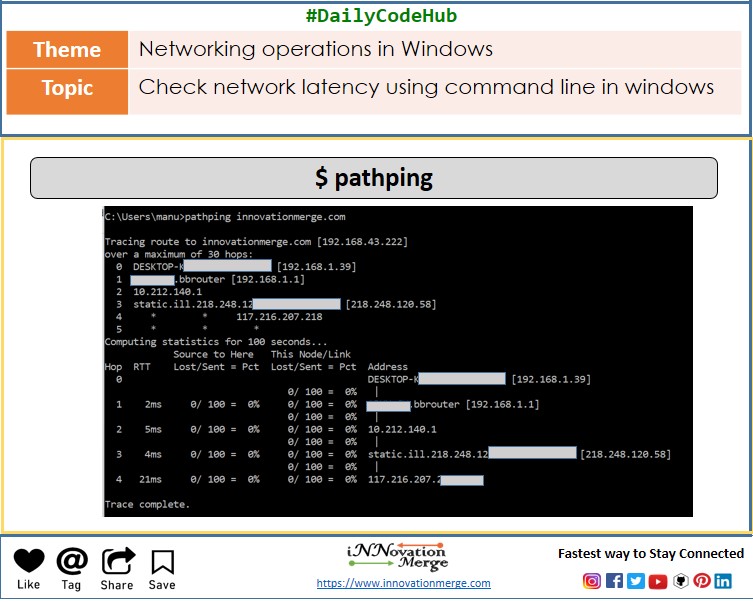 #DailyCodeHub
Theme Networking operations in Windows
Topic Check network latency using command line in windows
$ pathping
C:\Users\manu>pathping innovationmerge.com
Tracing route to innovationmerge.com [192.168.43.222]
over a maximum of 30 hops:
0 DESKTOP-K [192.168.1.39]
1 .bbrouter [192.168.1.1]
2 10.212.140.1
3 static.ill.218.248.12 [218.248.120.58]
4 * * 117.216.207.218
5 * * *
Computing statistics for 100 seconds...
Source to Here This Node/Link
Hop RTT Lost/Sent = Pct Lost/Sent = Pct Address
0 DESKTOP-K [192.168.1.39]
0/ 100 = 0% |
1 2ms 0/ 100 = 0% 0/ 100 = 0% .bbrouter [192.168.1.1]
0/ 100 = 0% |
2 5ms 0/ 100 = 0% 0/ 100 = 0% 10.212.140.1
0/ 100 = 0% |
3 4ms 0/ 100 = 0% 0/ 100 = 0% static.ill.218.248.12 [218.248.120.58]
0/ 100 = 0% |
4 21ms 0/ 100 = 0% 0/ 100 = 0% 117.216.207.2
Trace complete.
Like Tag Share Save
iNNovation
Merge
https://www.innovationmerge.com
Fastest way to Stay Connected